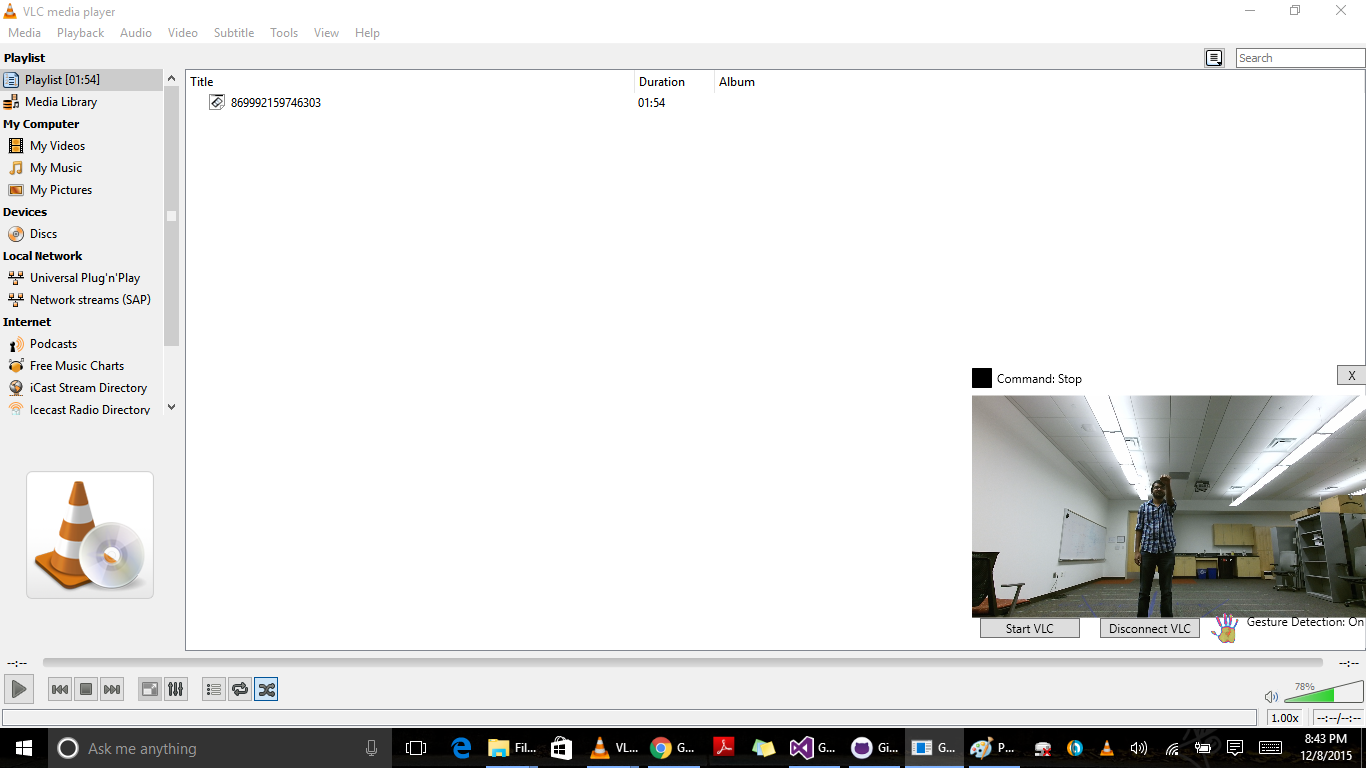 VLC media player
Media Playback Audio Video Subtitle Tools View Help
Playlist
Search
Playlist [01:54]
Media Library
My Computer
My Videos
My Music
My Pictures
Devices
Discs
Local Network
Universal Plug'n'Play
Network streams (SAP)
Internet
Podcasts
Free Music Charts
iCast Stream Directory
Icecast Radio Directory
Title Duration Album
869992159746303 01:54
Command: Stop
X
Start VLC Disconnect VLC Gesture Detection: On
--:-- --:--
78%
1.00x --:--/--:--
Ask me anything
Fil... VL... G... G... Gi... G... P...
8:43 PM
12/8/2015